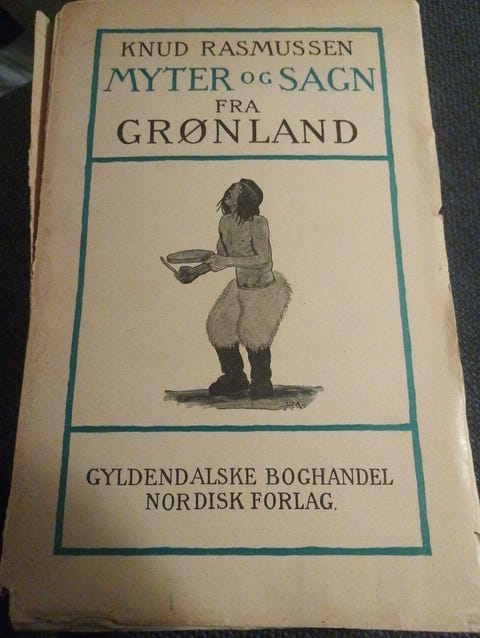 KNUD RASMUSSEN
MYTER OG SAGN
FRA
GRØNLAND
GYLDENDALSKE BOGHANDEL
NORDISK FORLAG.